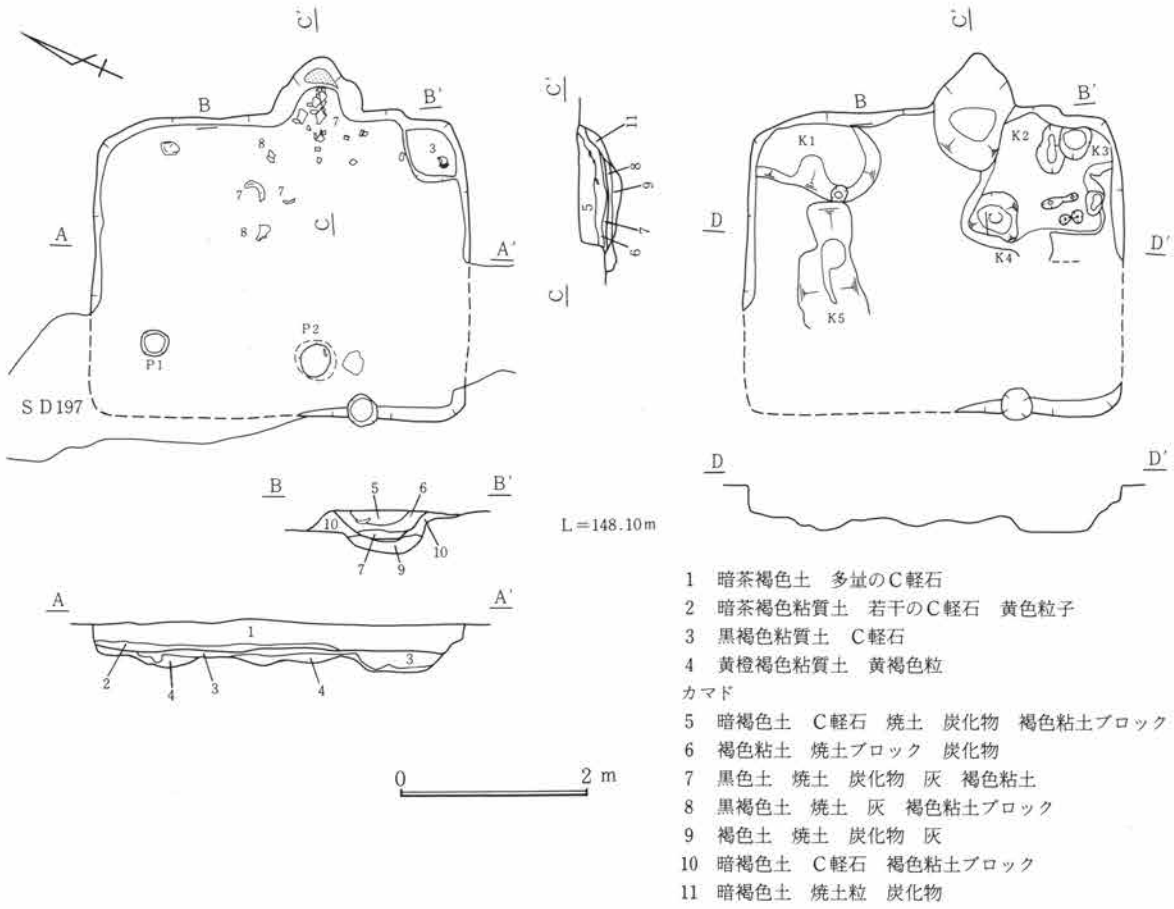 C'
B
B'
7
3
8
7
7
C
8
A
A'
P1
P2
SD197
C'
11
8
9
5
7
6
C
C'
B
B'
K1
K2
K3
D
C
D'
K4
K5
B
B'
5
6
10
10
7
9
L=148.10m
D
D'
A
A'
1
3
2
4
3
4
0 2 m
1 暗茶褐色土 多量のC軽石
2 暗茶褐色粘質土 若干のC軽石 黄色粒子
3 黒褐色粘質土 C軽石
4 黄橙褐色粘質土 黄褐色粒
カマド
5 暗褐色土 C軽石 焼土 炭化物 褐色粘土ブロック
6 褐色粘土 焼土ブロック 炭化物
7 黒色土 焼土 炭化物 灰 褐色粘土
8 黒褐色土 焼土 灰 褐色粘土ブロック
9 褐色土 焼土 炭化物 灰
10 暗褐色土 C軽石 褐色粘土ブロック
11 暗褐色土 焼土粒 炭化物